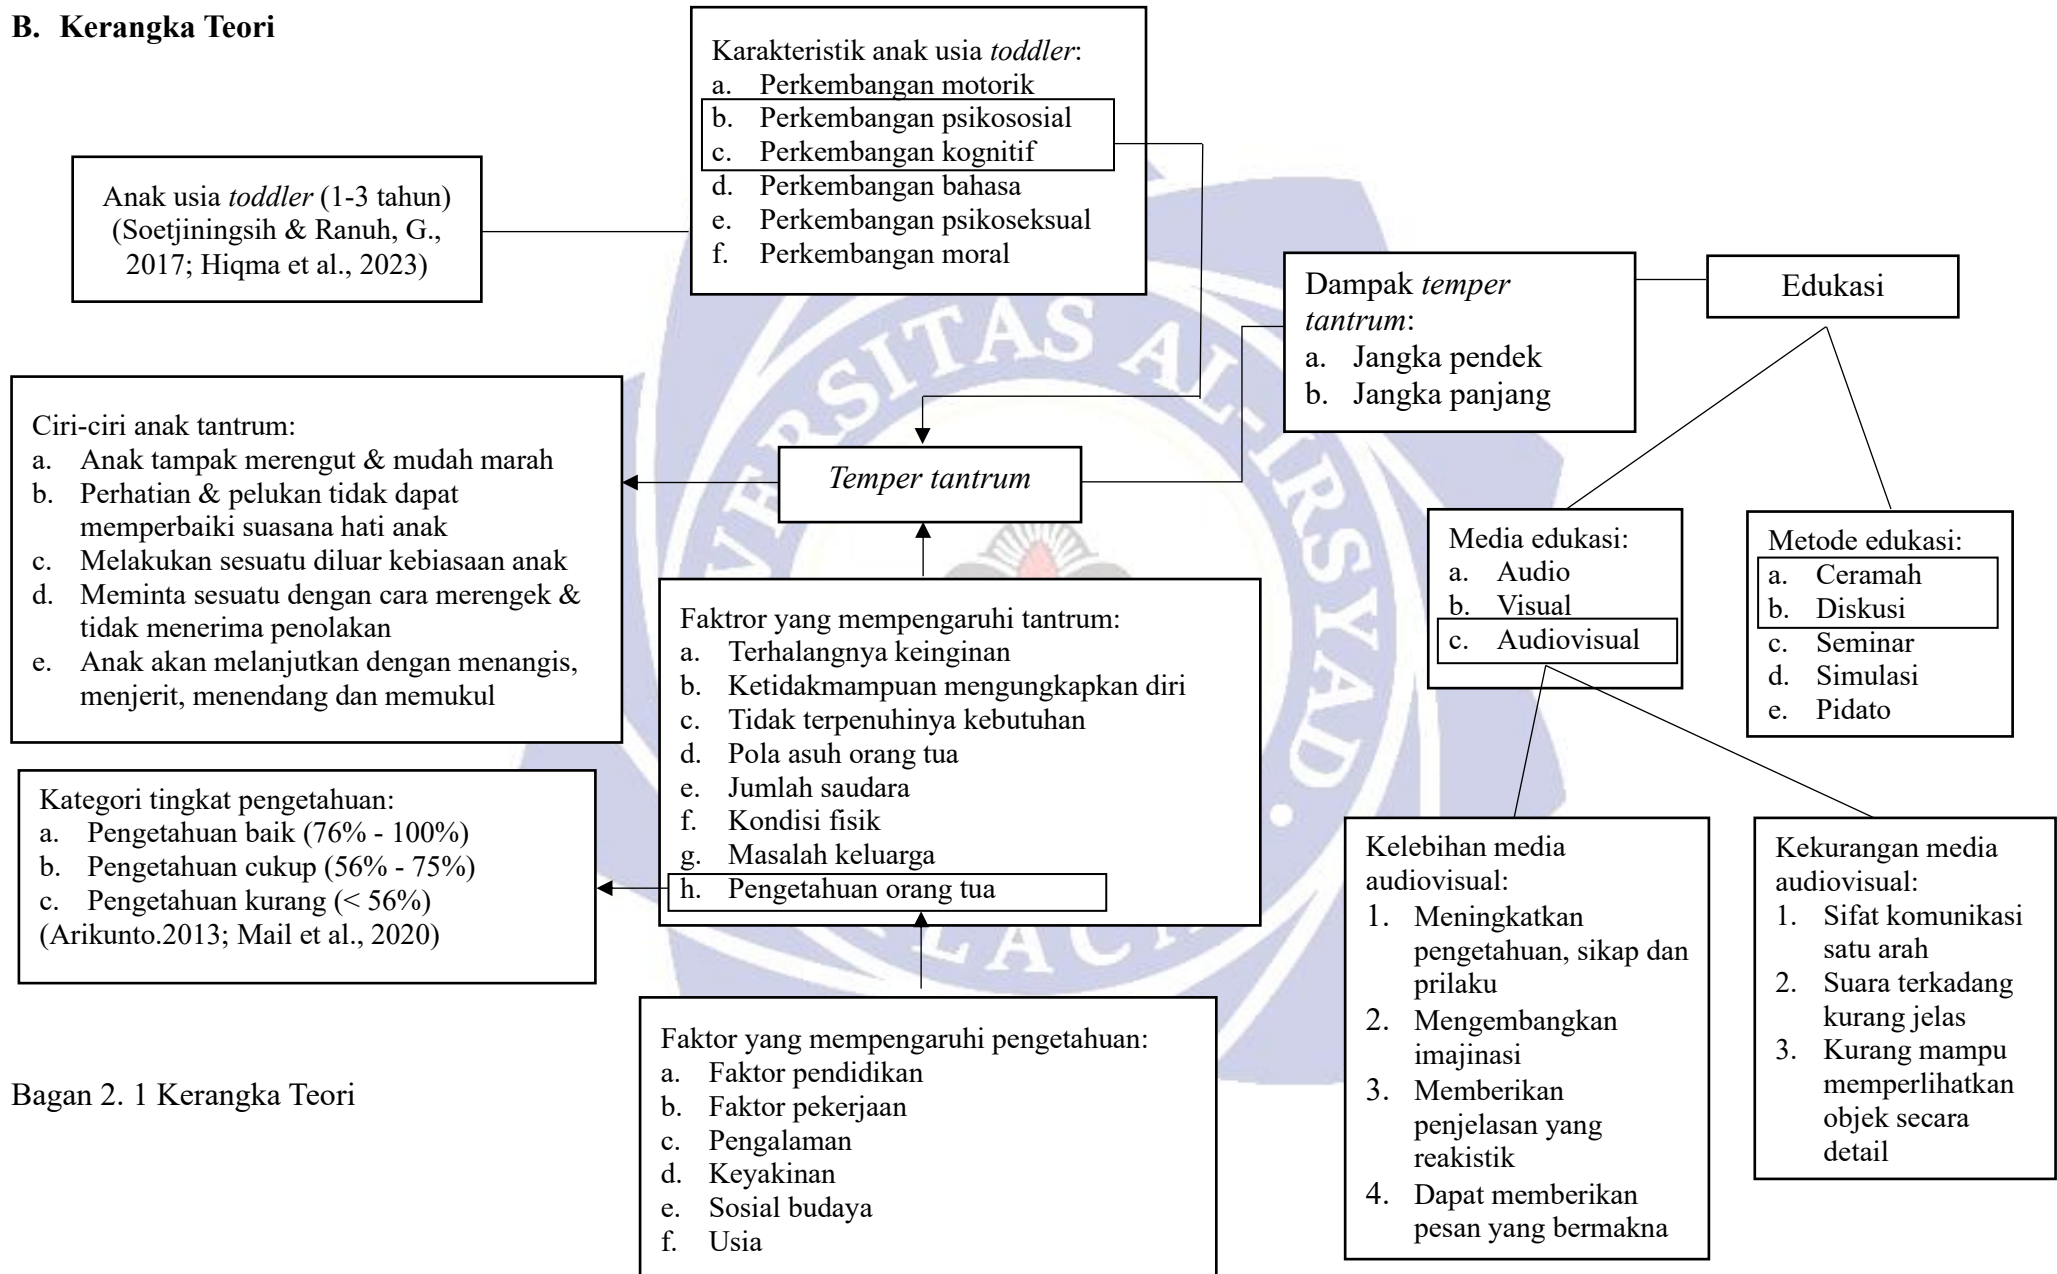 B. Kerangka Teori
Karakteristik anak usia toddler:
a. Perkembangan motorik
b. Perkembangan psikososial
c. Perkembangan kognitif
d. Perkembangan bahasa
e. Perkembangan psikoseksual
f. Perkembangan moral
Anak usia toddler (1-3 tahun)
(Soetjiningsih & Ranuh, G.,
2017; Hiqma et al., 2023)
Dampak temper
tantrum:
a. Jangka pendek
b. Jangka panjang
Edukasi
Ciri-ciri anak tantrum:
a. Anak tampak merengut & mudah marah
b. Perhatian & pelukan tidak dapat
memperbaiki suasana hati anak
c. Melakukan sesuatu diluar kebiasaan anak
d. Meminta sesuatu dengan cara merengek &
tidak menerima penolakan
e. Anak akan melanjutkan dengan menangis,
menjerit, menendang dan memukul
Temper tantrum
Media edukasi:
a. Audio
b. Visual
c. Audiovisual
Metode edukasi:
a. Ceramah
b. Diskusi
c. Seminar
d. Simulasi
e. Pidato
Faktror yang mempengaruhi tantrum:
a. Terhalangnya keinginan
b. Ketidakmampuan mengungkapkan diri
c. Tidak terpenuhinya kebutuhan
d. Pola asuh orang tua
e. Jumlah saudara
f. Kondisi fisik
g. Masalah keluarga
h. Pengetahuan orang tua
Kategori tingkat pengetahuan:
a. Pengetahuan baik (76% - 100%)
b. Pengetahuan cukup (56% - 75%)
c. Pengetahuan kurang (< 56%)
(Arikunto.2013; Mail et al., 2020)
Kelebihan media
audiovisual:
1. Meningkatkan
pengetahuan, sikap dan
prilaku
2. Mengembangkan
imajinasi
3. Memberikan
penjelasan yang
reakistik
4. Dapat memberikan
pesan yang bermakna
Kekurangan media
audiovisual:
1. Sifat komunikasi
satu arah
2. Suara terkadang
kurang jelas
3. Kurang mampu
memperlihatkan
objek secara
detail
Faktor yang mempengaruhi pengetahuan:
a. Faktor pendidikan
b. Faktor pekerjaan
c. Pengalaman
d. Keyakinan
e. Sosial budaya
f. Usia
Bagan 2. 1 Kerangka Teori
VERSITAS AL-IRSYAD
LAC